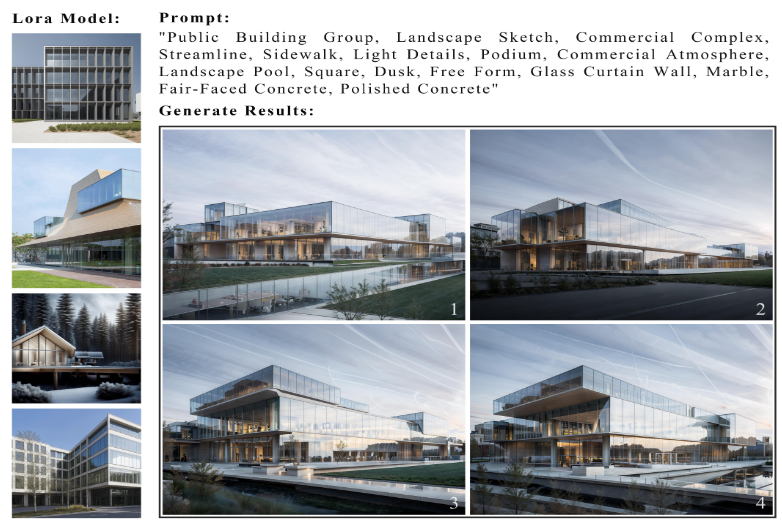 Lora Model:
Prompt:
"Public Building Group, Landscape Sketch, Commercial Complex,
Streamline, Sidewalk, Light Details, Podium, Commercial Atmosphere,
Landscape Pool, Square, Dusk, Free Form, Glass Curtain Wall, Marble,
Fair-Faced Concrete, Polished Concrete"
Generate Results:
1
2
3
4